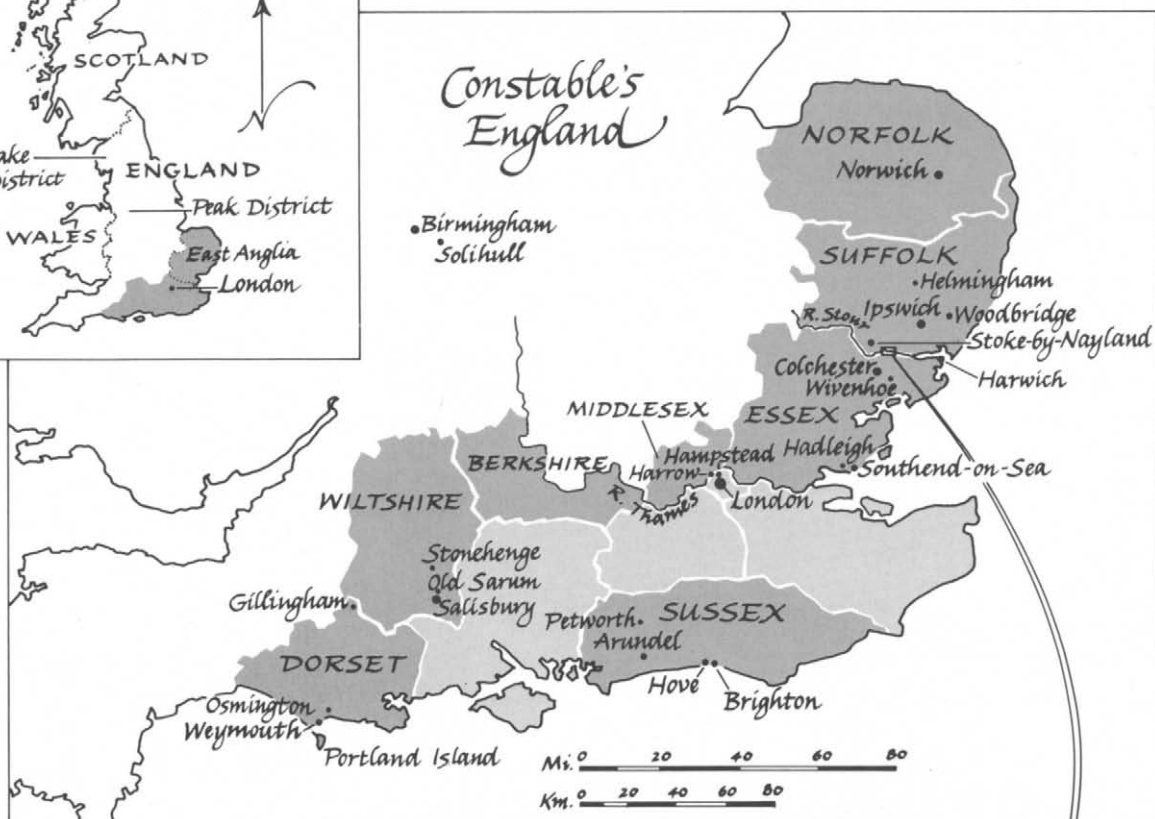 SCOTLAND
ake
istrict
ENGLAND
Peak District
WALES
East Anglia
London
Constable's
England
NORFOLK
Norwich
Birmingham
Solihull
SUFFOLK
Helmingham
Ipswich
Woodbridge
R. Stour
Stoke-by-Nayland
Colchester
Wivenhoe
Harwich
MIDDLESEX
ESSEX
Hampstead
Hadleigh
BERKSHIRE
Harrow
Southend-on-Sea
R. Thames
London
WILTSHIRE
Stonehenge
Old Sarum
Salisbury
Gillingham
Petworth
SUSSEX
Arundel
DORSET
Hove
Brighton
Osmington
Weymouth
Portland Island
Mi. 0 20 40 60 80
Km. 0 20 40 60 80